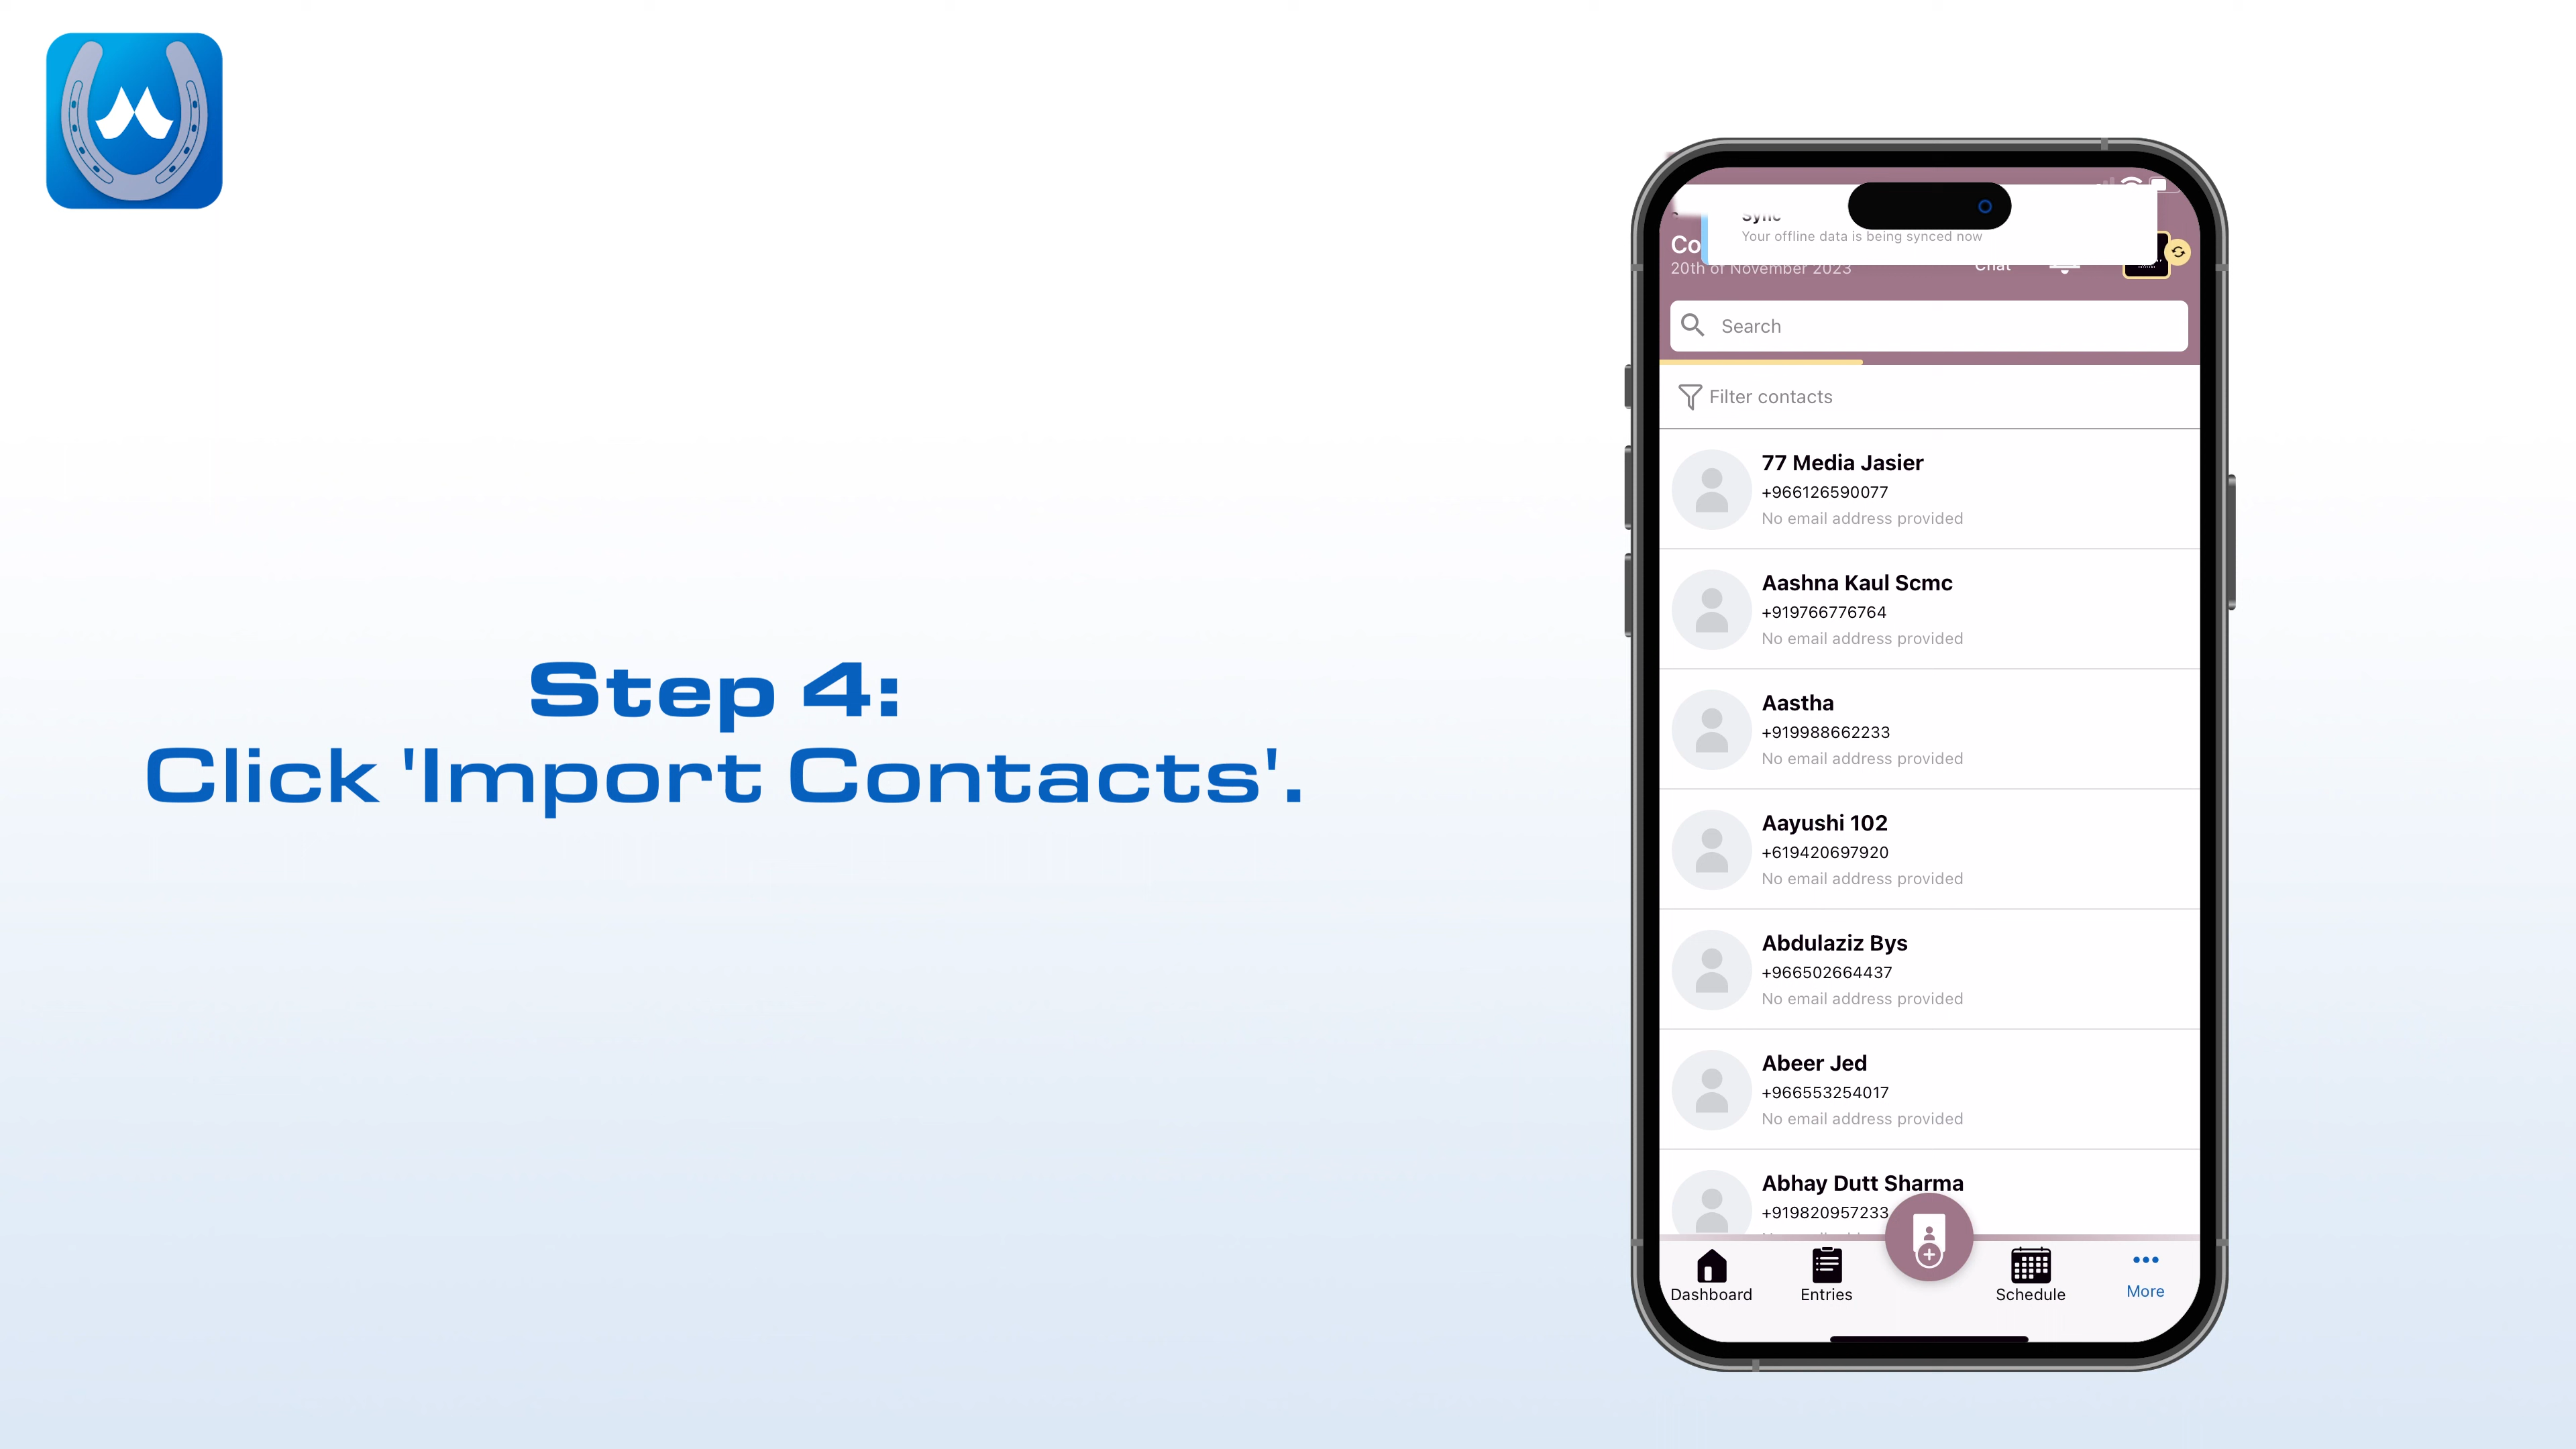 Step 4:
Click 'Import Contacts'.
Sync
Your offline data is being synced now
Co
20th of November 2023
Chat
Search
Filter contacts
77 Media Jasier
+966126590077
No email address provided
Aashna Kaul Scmc
+919766776764
No email address provided
Aastha
+919988662233
No email address provided
Aayushi 102
+619420697920
No email address provided
Abdulaziz Bys
+966502664437
No email address provided
Abeer Jed
+966553254017
No email address provided
Abhay Dutt Sharma
+919820957233
Dashboard
Entries
Schedule
More